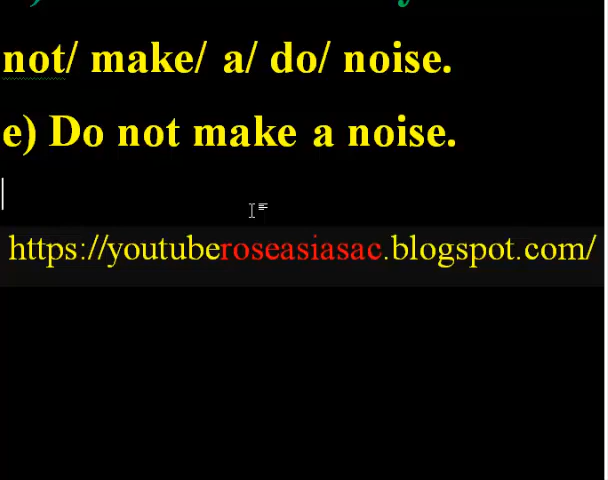 not/ make/ a/ do/ noise.
e) Do not make a noise.
https://youtuberoseasiasac.blogspot.com/